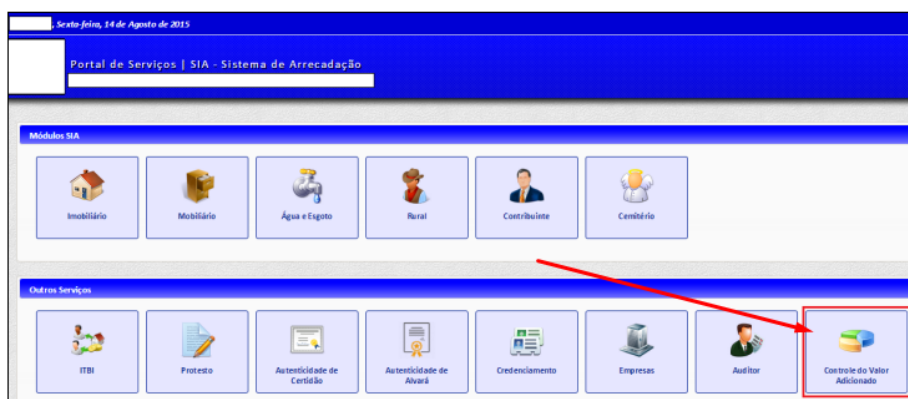 , Sexta-feira, 14 de Agosto de 2015
Portal de Serviços | SIA - Sistema de Arrecadação
Módulos SIA
Imobiliário
Mobiliário
Água e Esgoto
Rural
Contribuinte
Cemitério
Outros Serviços
ITBI
Protesto
Autenticidade de
Certidão
Autenticidade de
Alvará
Credenciamento
Empresas
Auditor
Controle do Valor
Adicionado